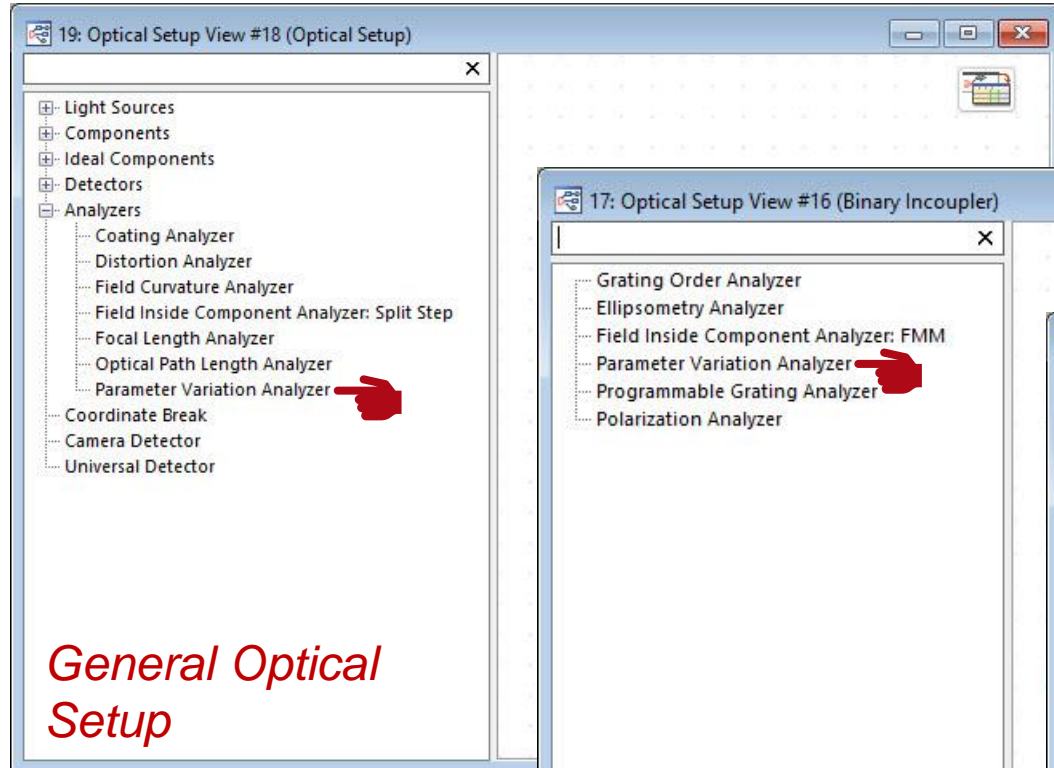 19: Optical Setup View #18 (Optical Setup)
Light Sources
Components
Ideal Components
Detectors
Analyzers
Coating Analyzer
Distortion Analyzer
Field Curvature Analyzer
Field Inside Component Analyzer: Split Step
Focal Length Analyzer
Optical Path Length Analyzer
Parameter Variation Analyzer
Coordinate Break
Camera Detector
Universal Detector
General Optical
Setup
17: Optical Setup View #16 (Binary Incoupler)
Grating Order Analyzer
Ellipsometry Analyzer
Field Inside Component Analyzer: FMM
Parameter Variation Analyzer
Programmable Grating Analyzer
Polarization Analyzer